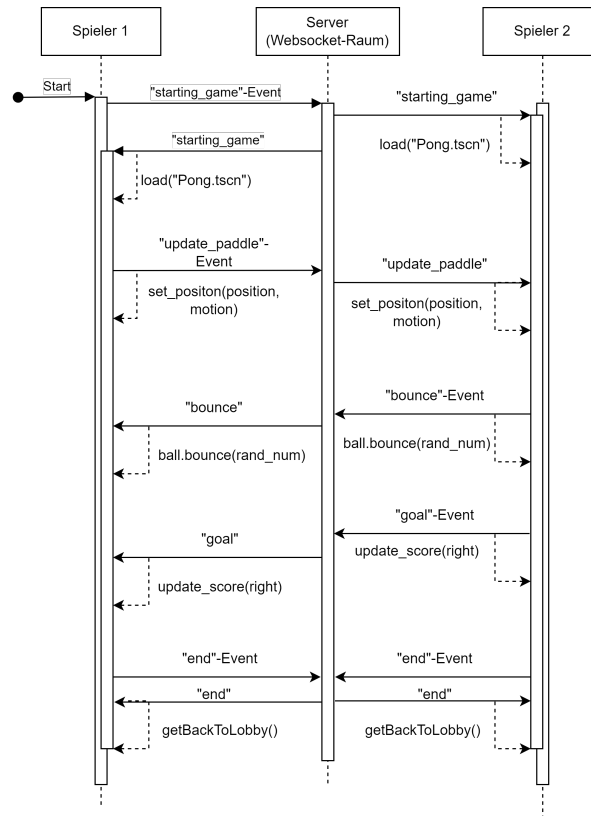 Spieler 1
Server
(Websocket-Raum)
Spieler 2
Start
"starting_game"-Event
"starting_game"
load("Pong.tscn")
"starting_game"
load("Pong.tscn")
"update_paddle"-
Event
"update_paddle"
set_positon(position,
motion)
set_positon(position,
motion)
"bounce"-Event
"bounce"
ball.bounce(rand_num)
ball.bounce(rand_num)
"goal"-Event
"goal"
update_score(right)
update_score(right)
"end"-Event
"end"-Event
"end"
"end"
getBackToLobby()
getBackToLobby()